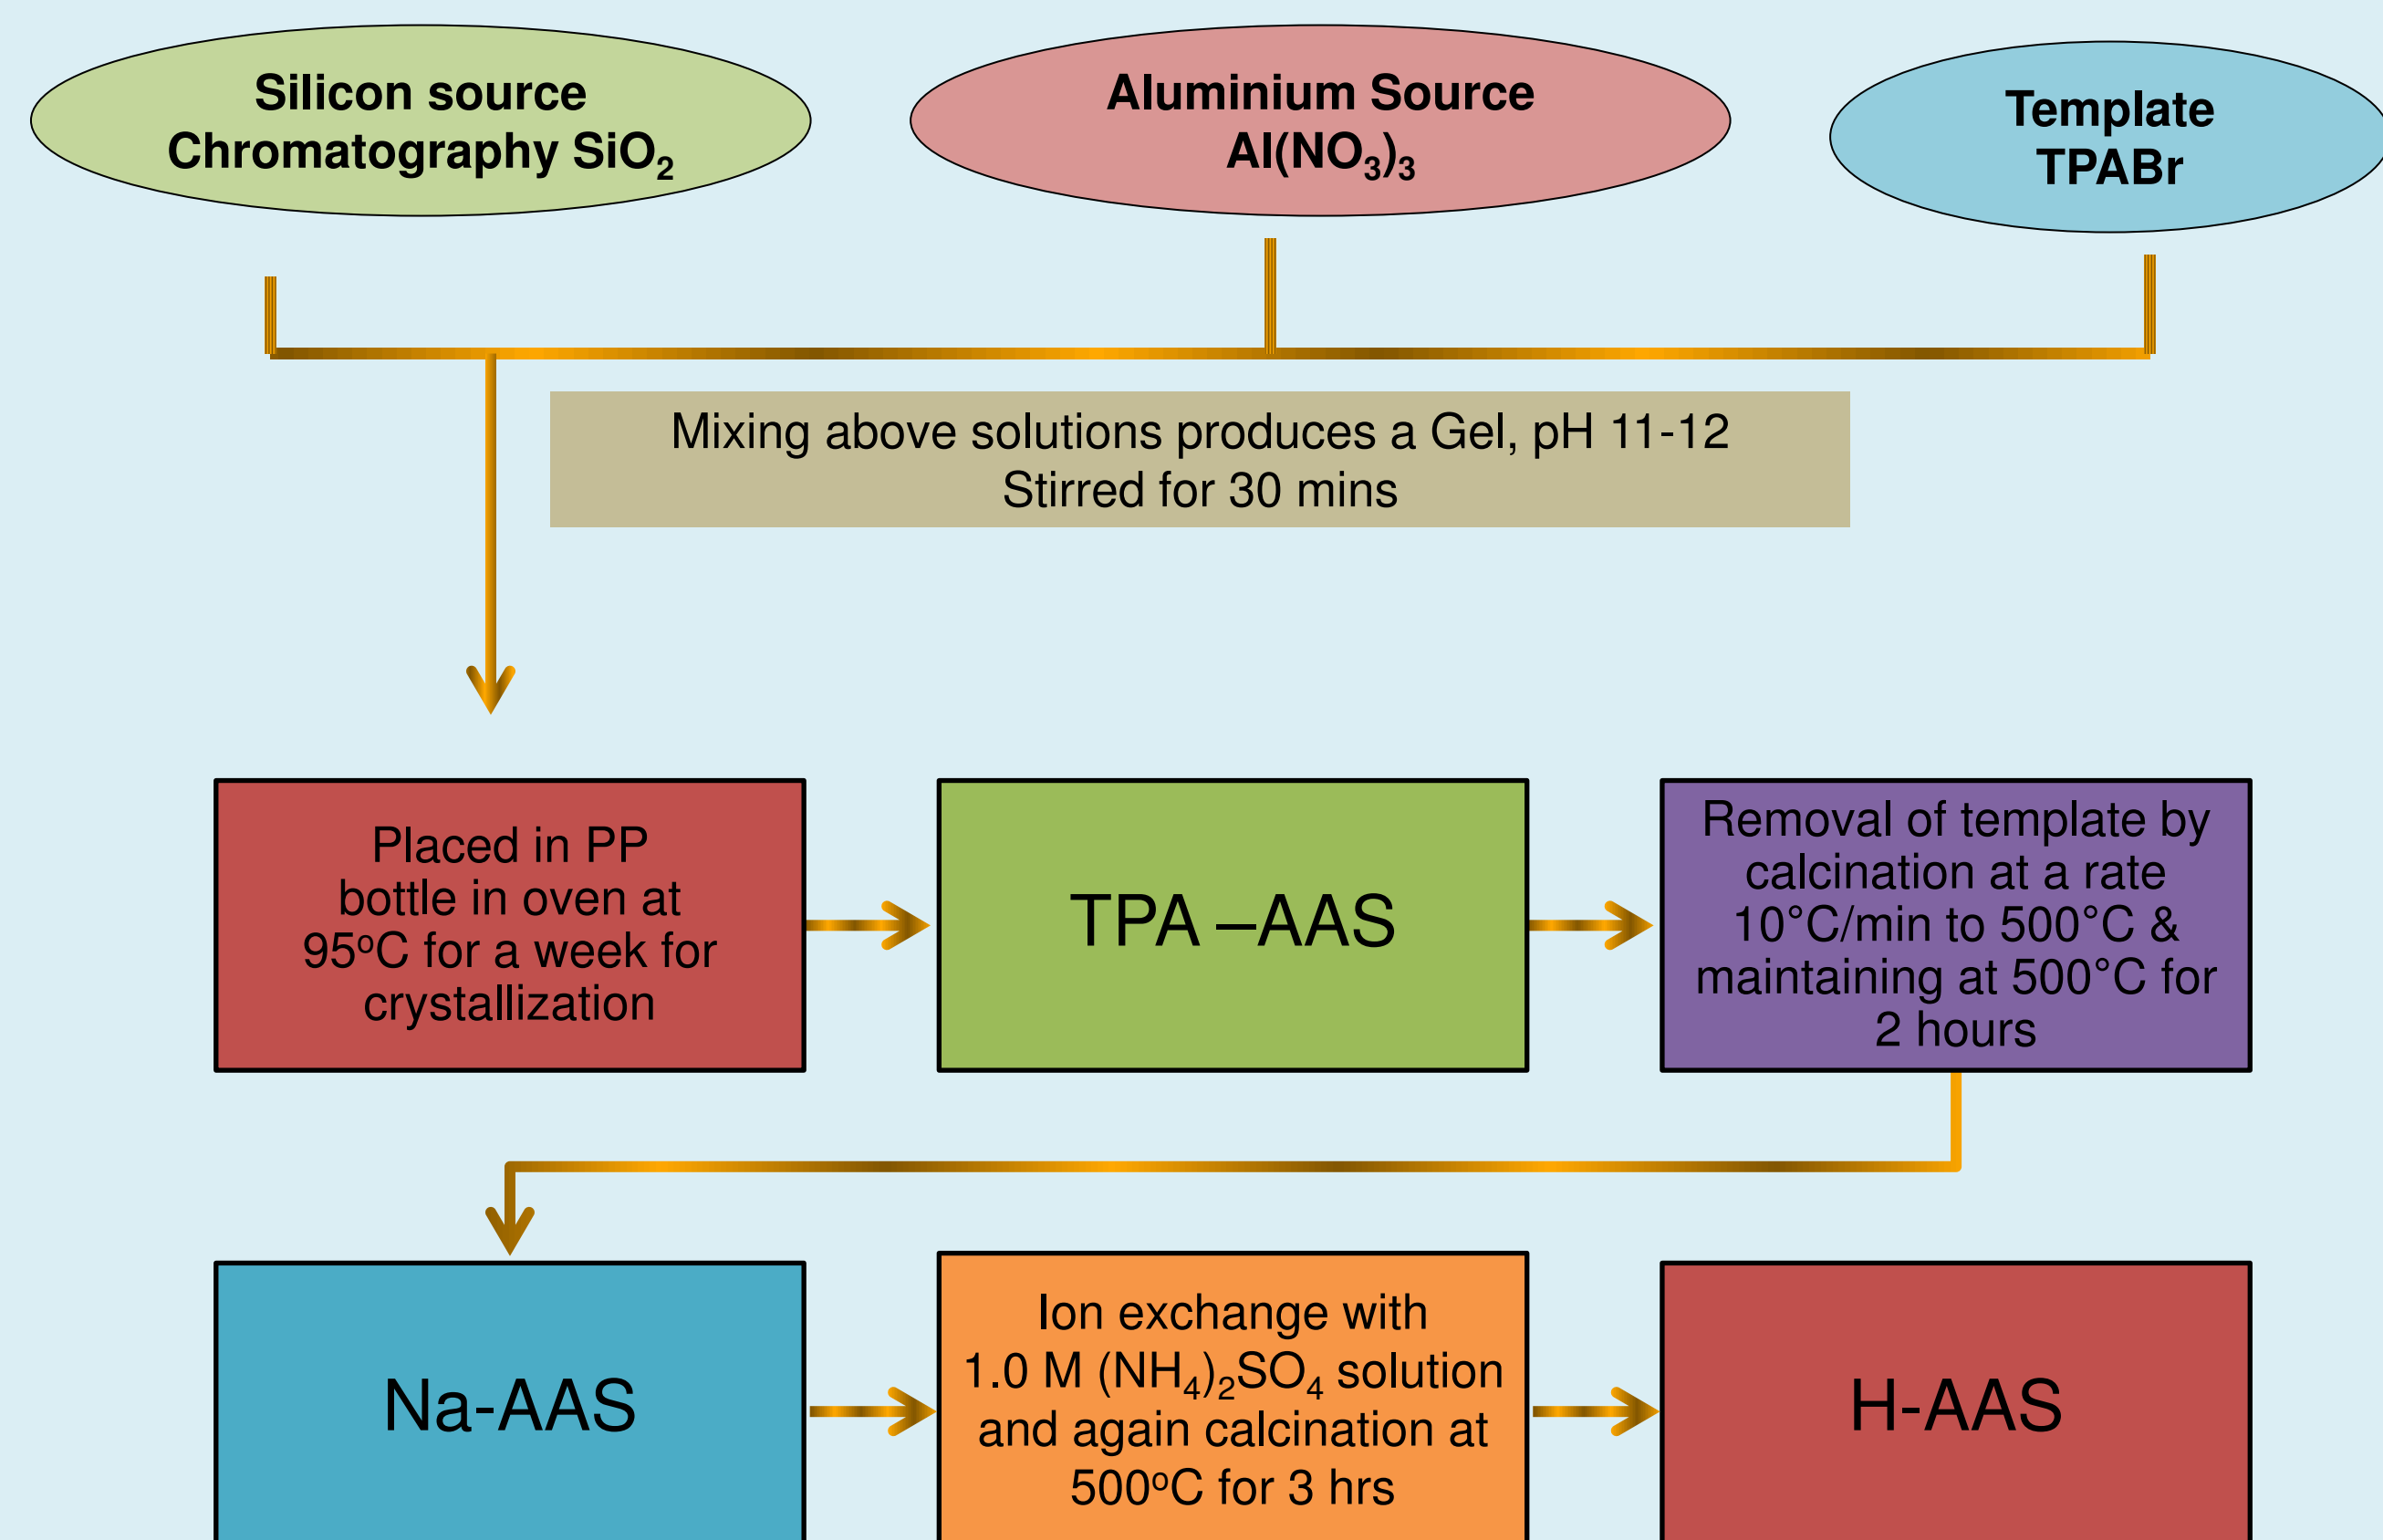 Silicon source
Chromatography SiO₂
Aluminium Source
Al(NO₃)₃
Template
TPABr
Mixing above solutions produces a Gel, pH 11-12
Stirred for 30 mins
Placed in PP
bottle in oven at
95ºC for a week for
crystallization
TPA –AAS
Removal of template by
calcination at a rate
10°C/min to 500°C &
maintaining at 500°C for
2 hours
Na-AAS
Ion exchange with
1.0 M (NH₄)₂SO₄ solution
and again calcination at
500ºC for 3 hrs
H-AAS